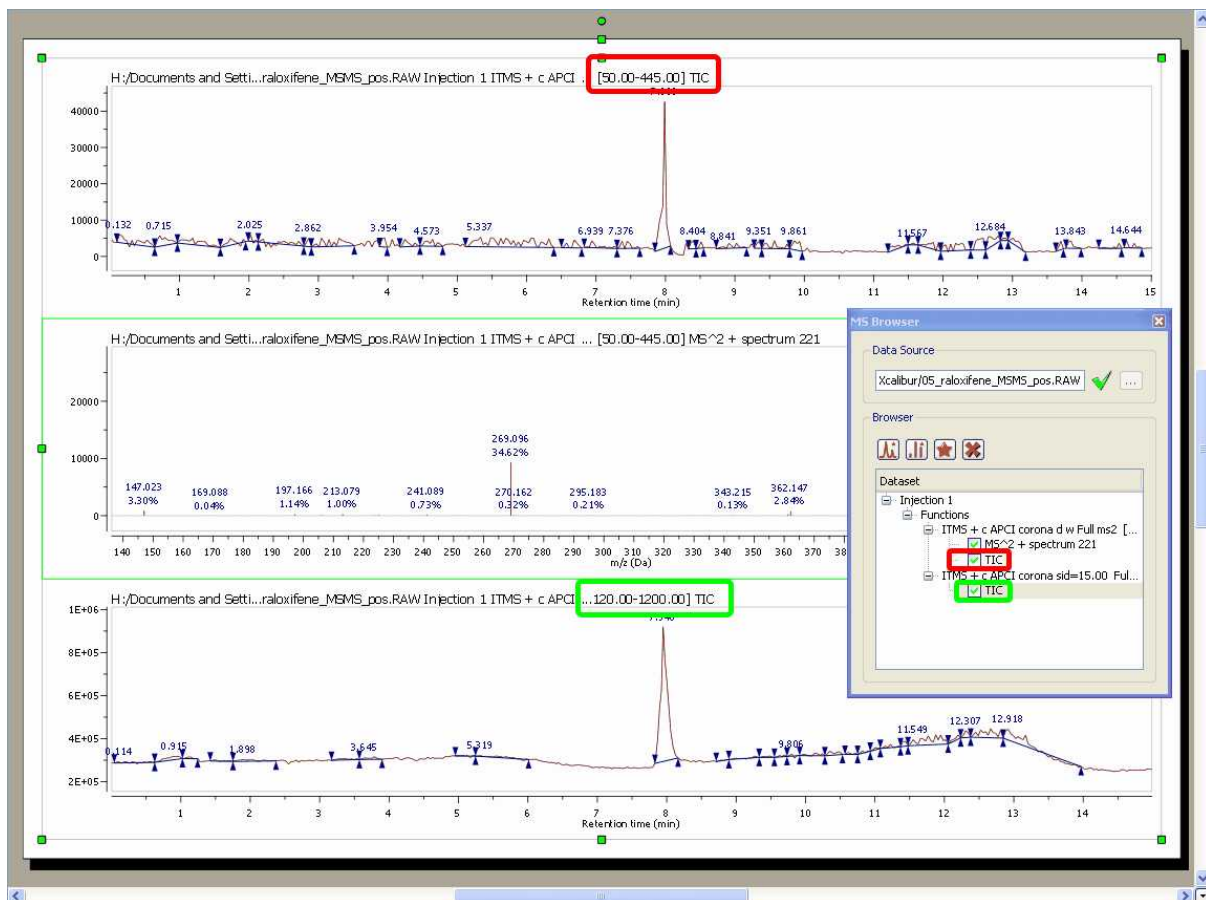 H:/Documents and Setti...raloxifene_MSMS_pos.RAW Injection 1 ITMS + c APCI ... [50.00-445.00] TIC
40000
30000
20000
10000
0
0.132 0.715 2.025 2.862 3.954 4.573 5.337 6.939 7.376 8.404 8.841 9.351 9.861 11.567 12.684 13.843 14.644
1 2 3 4 5 6 7 8 9 10 11 12 13 14 15
Retention time (min)
H:/Documents and Setti...raloxifene_MSMS_pos.RAW Injection 1 ITMS + c APCI ... [50.00-445.00] MS^2 + spectrum 221
20000
10000
0
147.023 169.088 197.166 213.079 241.089 269.096 270.162 295.183 343.215 362.147
3.30% 0.04% 1.14% 1.00% 0.73% 34.62% 0.32% 0.21% 0.13% 2.84%
140 150 160 170 180 190 200 210 220 230 240 250 260 270 280 290 300 310 320 330 340 350 360 370
m/z (Da)
H:/Documents and Setti...raloxifene_MSMS_pos.RAW Injection 1 ITMS + c APCI ...120.00-1200.00] TIC
1E+06
8E+05
6E+05
4E+05
2E+05
0.114 0.915 1.898 3.645 5.319 9.806 11.549 12.307 12.918
1 2 3 4 5 6 7 8 9 10 11 12 13 14
Retention time (min)
MS Browser
Data Source
Xcalibur/05_raloxifene_MSMS_pos.RAW
...
Browser
Dataset
Injection 1
Functions
ITMS + c APCI corona d w Full ms2 [...
MS^2 + spectrum 221
TIC
ITMS + c APCI corona sid=15.00 Ful...
TIC